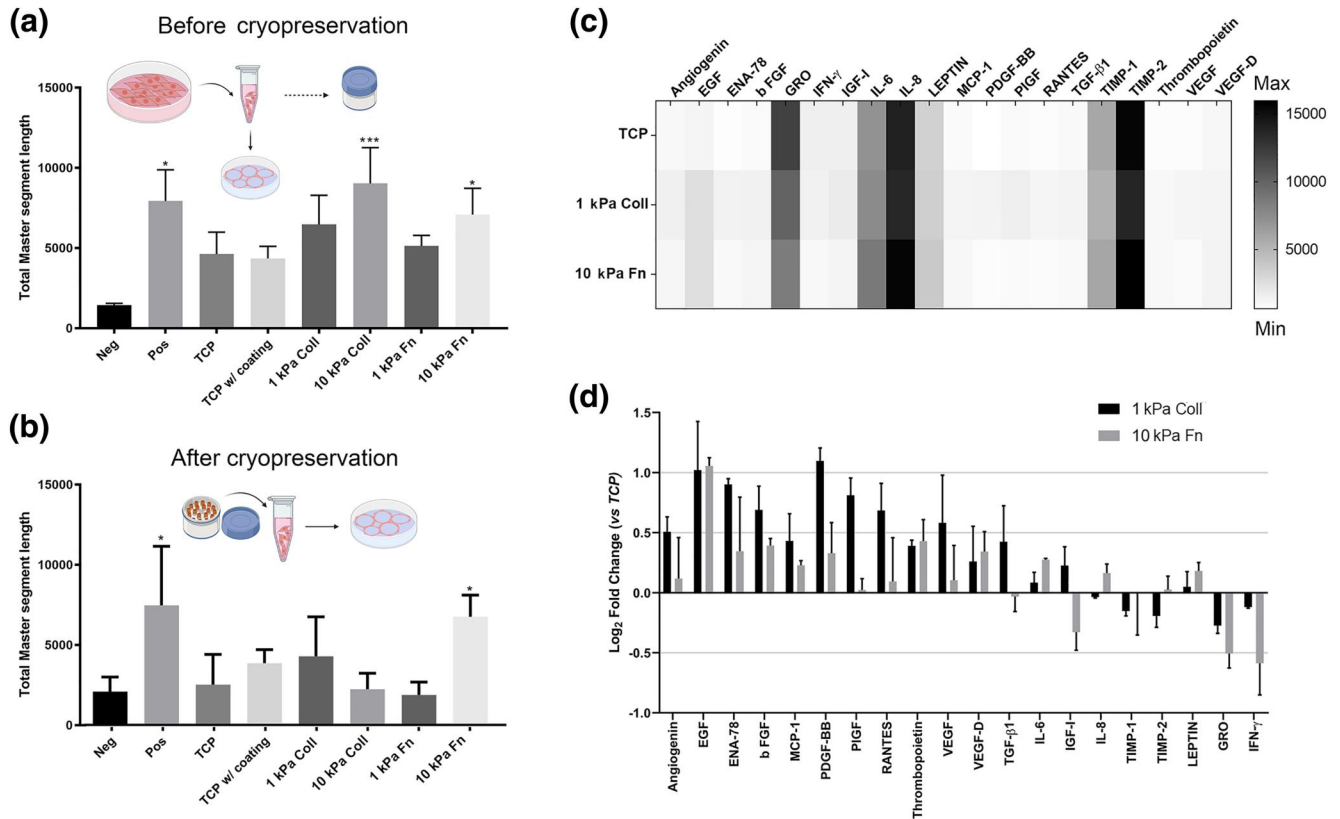 (a)
Before cryopreservation
Total Master segment length
15000
10000
5000
0
*
***
*
Neg
Pos
TCP
TCP w/ coating
1 kPa Coll
10 kPa Coll
1 kPa Fn
10 kPa Fn
(b)
After cryopreservation
Total Master segment length
15000
10000
5000
0
*
*
Neg
Pos
TCP
TCP w/ coating
1 kPa Coll
10 kPa Coll
1 kPa Fn
10 kPa Fn
(c)
Angiogenin
EGF
ENA-78
b FGF
GRO
IFN-γ
IGF-I
IL-6
IL-8
LEPTIN
MCP-1
PDGF-BB
PIGF
RANTES
TGF-β1
TIMP-1
TIMP-2
Thrombopoietin
VEGF
VEGF-D
TCP
1 kPa Coll
10 kPa Fn
Max
15000
10000
5000
Min
(d)
1 kPa Coll
10 kPa Fn
Log2 Fold Change (vs TCP)
1.5
1.0
0.5
0.0
-0.5
-1.0
Angiogenin
EGF
ENA-78
b FGF
MCP-1
PDGF-BB
PIGF
RANTES
Thrombopoietin
VEGF
VEGF-D
TGF-β1
IL-6
IGF-I
IL-8
TIMP-1
TIMP-2
LEPTIN
GRO
IFN-γ